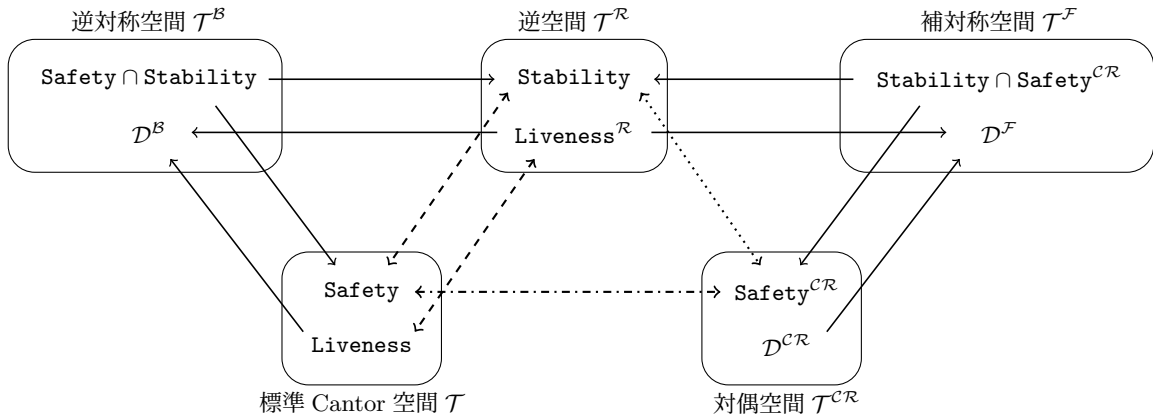 逆対称空間 𝒯^ℬ
逆空間 𝒯^ℛ
補対称空間 𝒯^ℱ
Safety ∩ Stability
Stability
Stability ∩ Safety^𝒞ℛ
𝒟^ℬ
Liveness^ℛ
𝒟^ℱ
Safety
Safety^𝒞ℛ
Liveness
𝒟^𝒞ℛ
標準 Cantor 空間 𝒯
対偶空間 𝒯^𝒞ℛ